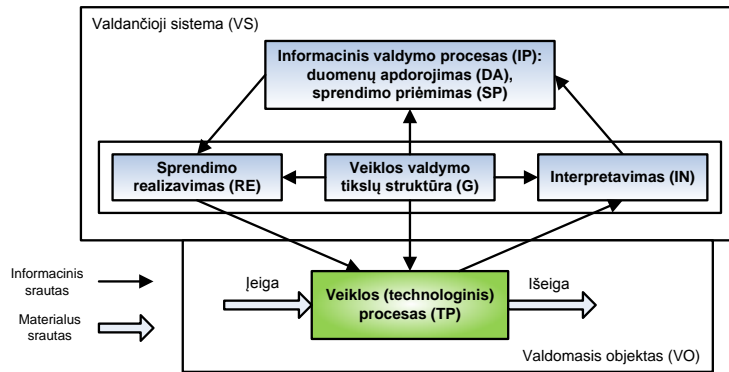 Valdančioji sistema (VS)
Informacinis valdymo procesas (IP):
duomenų apdorojimas (DA),
sprendimo priėmimas (SP)
Sprendimo
realizavimas (RE)
Veiklos valdymo
tikslų struktūra (G)
Interpretavimas (IN)
Informacinis
srautas
Materialus
srautas
Įeiga
Veiklos (technologinis)
procesas (TP)
Išeiga
Valdomasis objektas (VO)